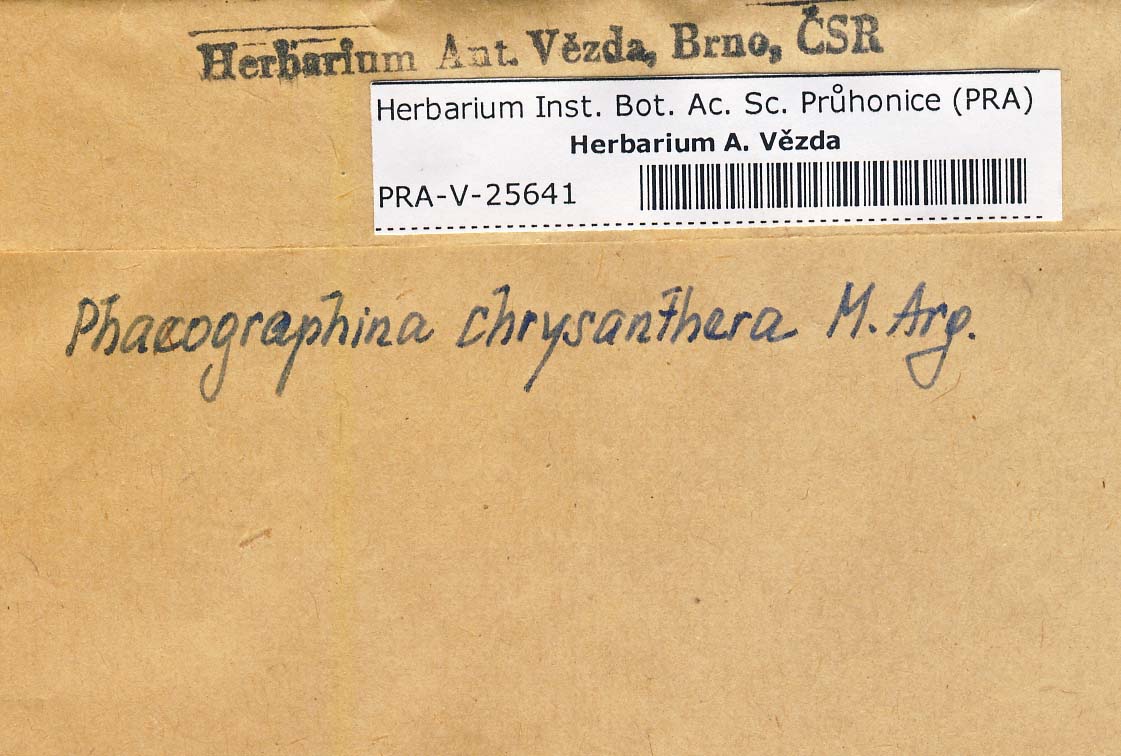 Herbarium Ant. Vězda, Brno, ČSR
Herbarium Inst. Bot. Ac. Sc. Průhonice (PRA)
Herbarium A. Vězda
PRA-V-25641
Phaeographina chrysanthera M. Arg.